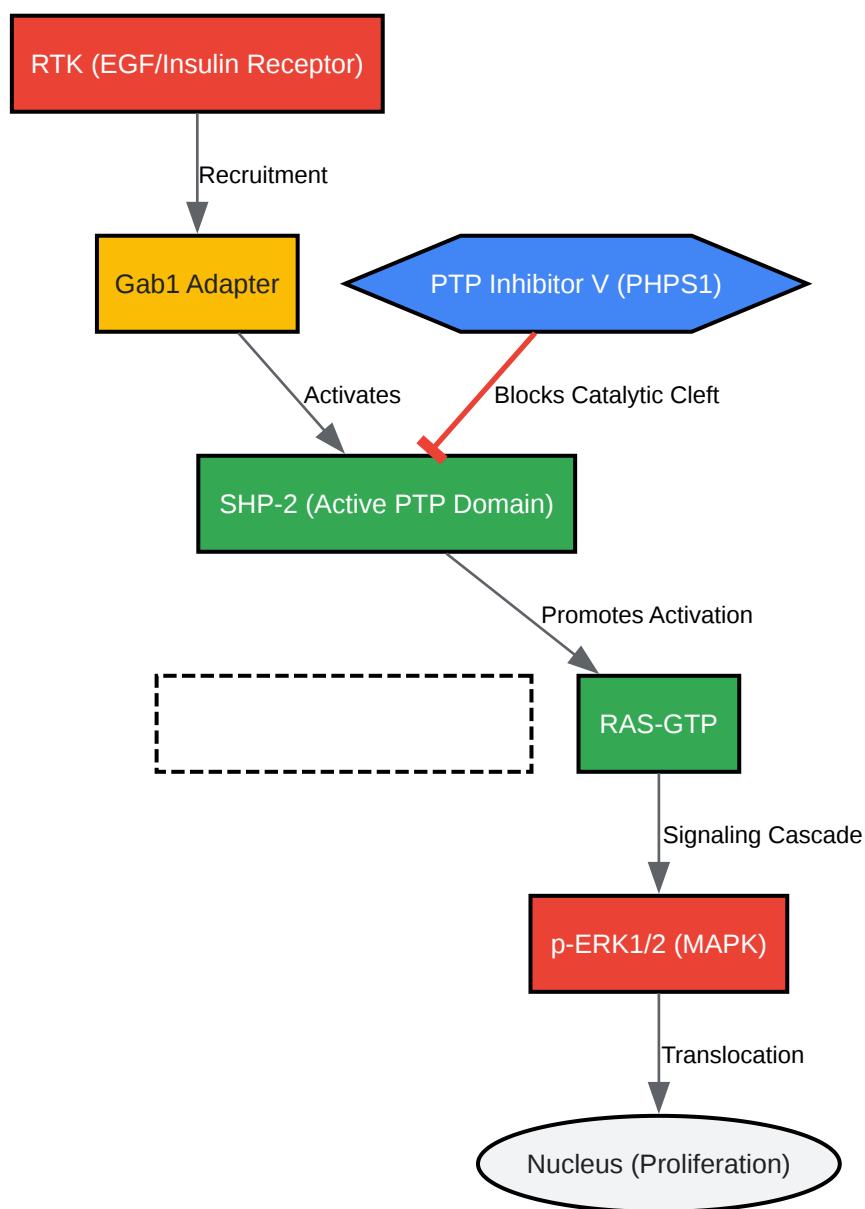 RTK (EGF/Insulin Receptor)
Recruitment
Gab1 Adapter
PTP Inhibitor V (PHPS1)
Activates
Blocks Catalytic Cleft
SHP-2 (Active PTP Domain)
Promotes Activation
RAS-GTP
Signaling Cascade
p-ERK1/2 (MAPK)
Translocation
Nucleus (Proliferation)